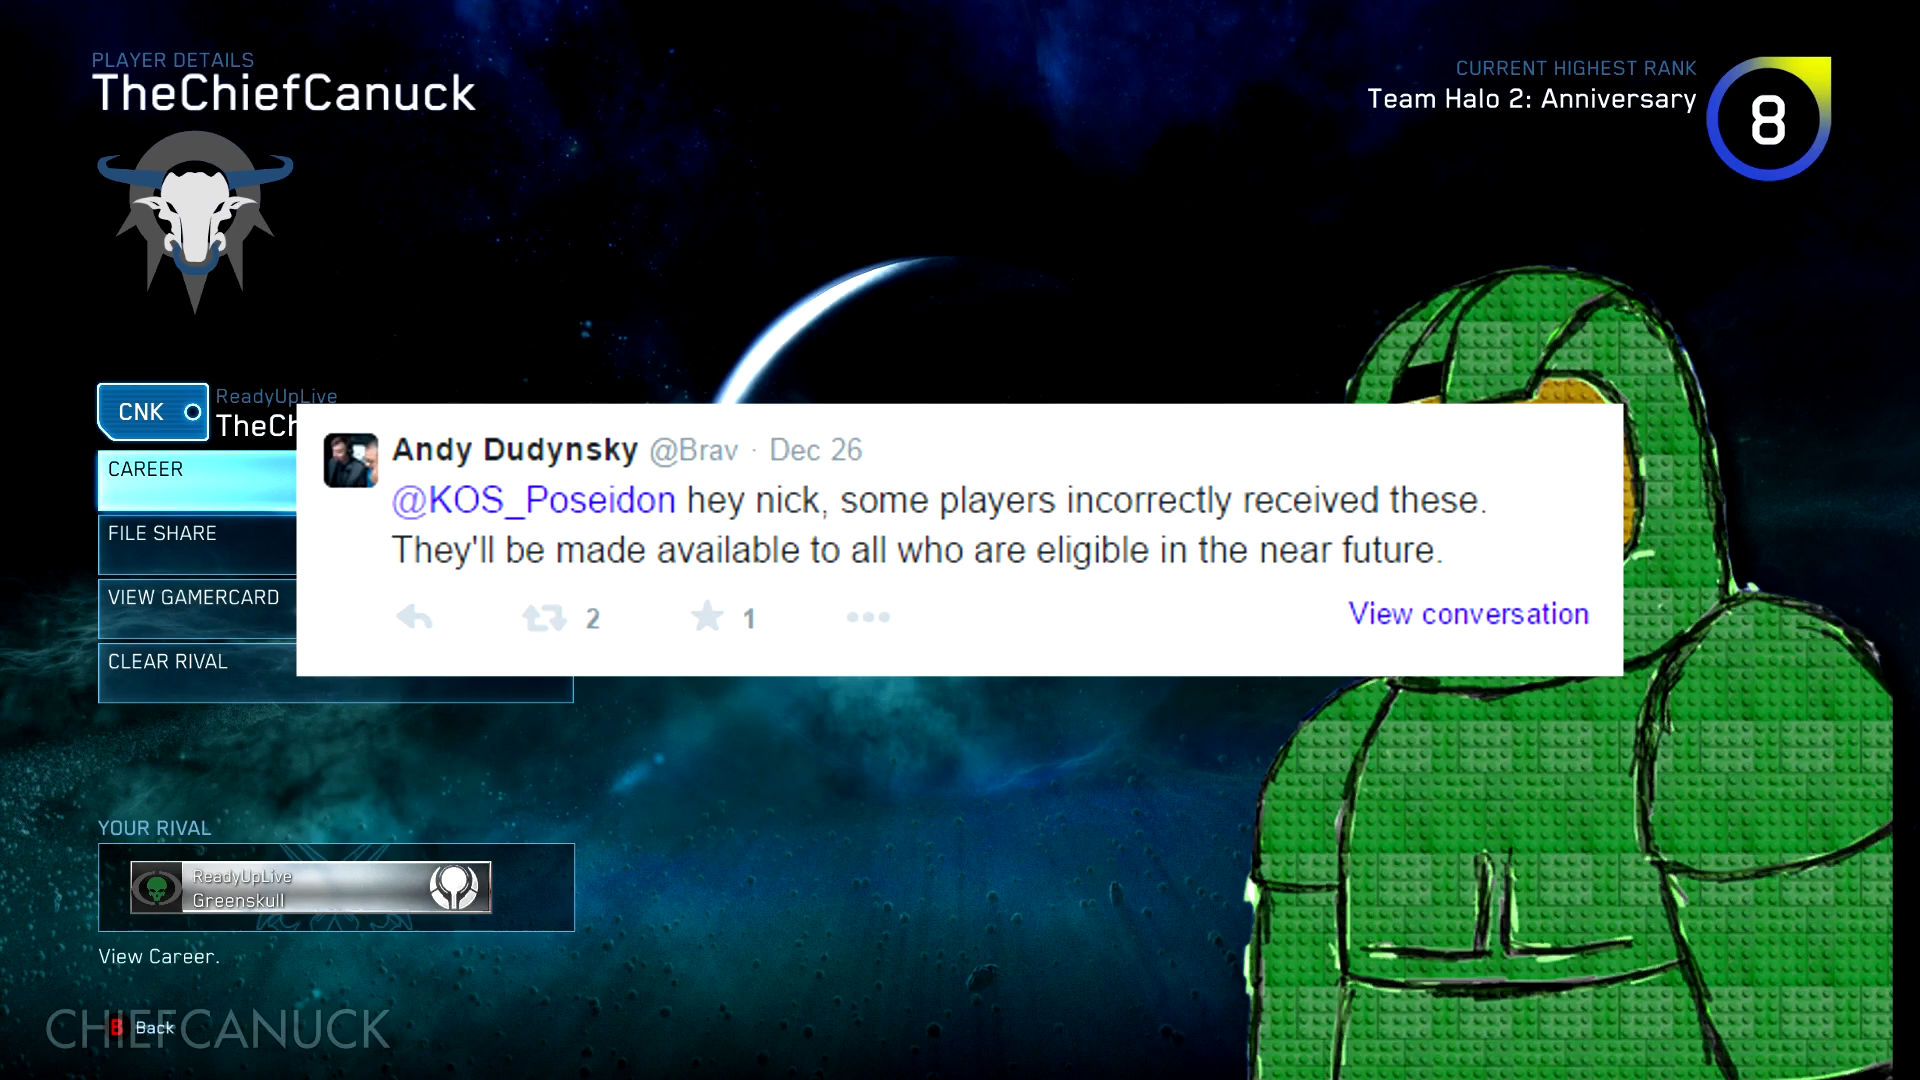 PLAYER DETAILS
TheChiefCanuck
CURRENT HIGHEST RANK
Team Halo 2: Anniversary
8
CNK
ReadyUpLive
TheCh
CAREER
FILE SHARE
VIEW GAMERCARD
CLEAR RIVAL
Andy Dudynsky @Brav · Dec 26
@KOS_Poseidon hey nick, some players incorrectly received these.
They'll be made available to all who are eligible in the near future.
2
1
View conversation
YOUR RIVAL
ReadyUpLive
Greenskull
View Career.
CHIEFCANUCK
B Back